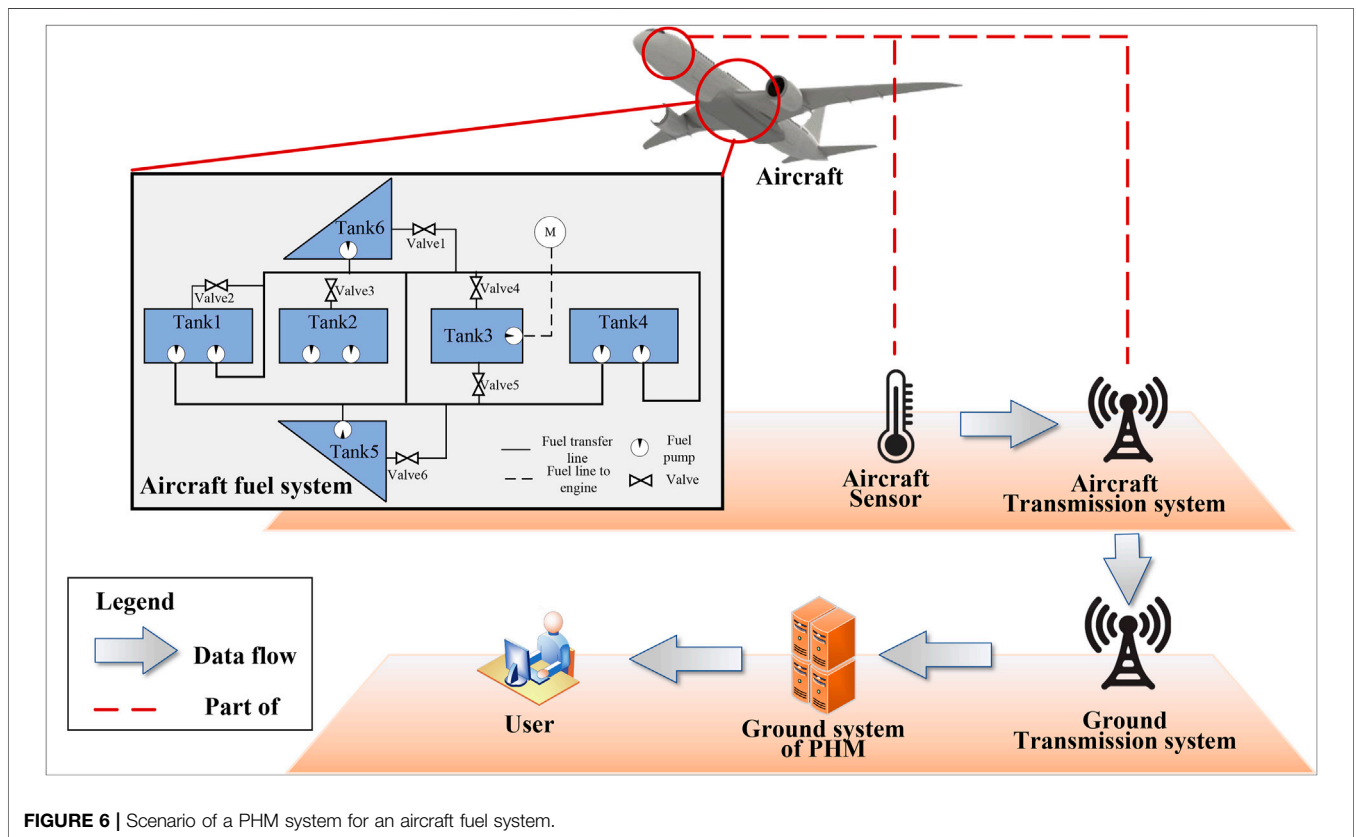 Aircraft
Tank6
Valve1
M
Valve2
Valve3
Valve4
Tank1
Tank2
Tank3
Tank4
Valve5
Tank5
Valve6
Fuel transfer
line
Fuel
pump
Fuel line to
engine
Valve
Aircraft fuel system
Aircraft
Sensor
Aircraft
Transmission system
Legend
Data flow
Part of
User
Ground system
of PHM
Ground
Transmission system
FIGURE 6 | Scenario of a PHM system for an aircraft fuel system.